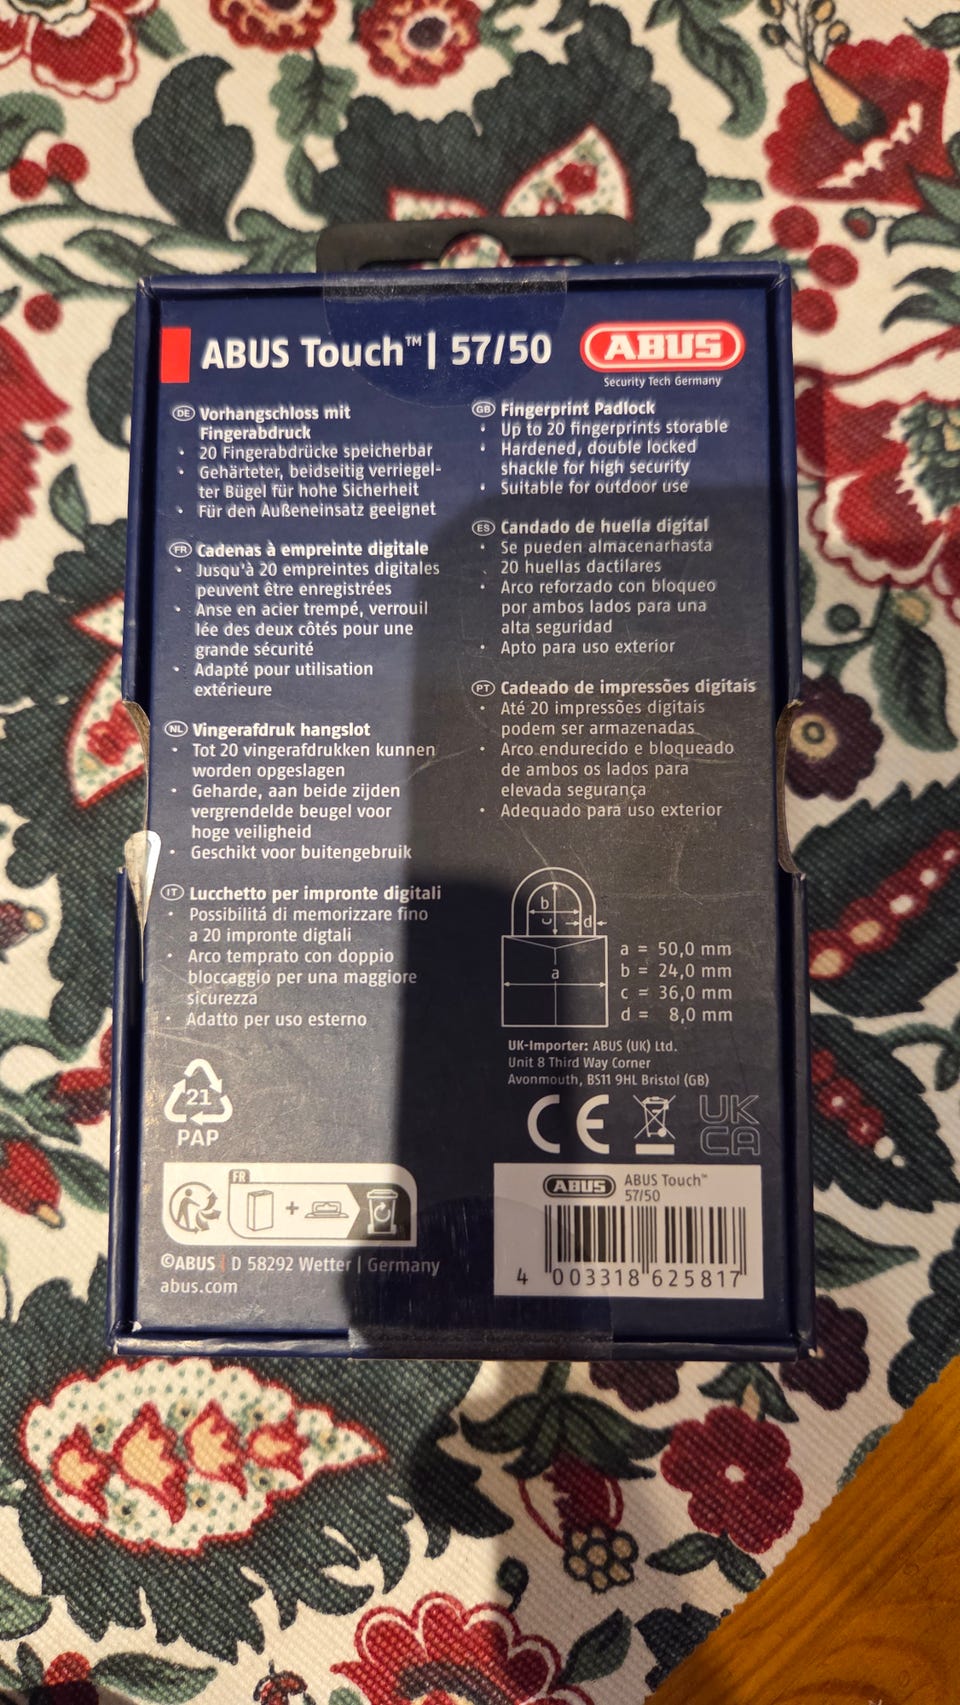 ABUS Touch™ | 57/50
ABUS
Security Tech Germany
DE Vorhangschloss mit
Fingerabdruck
• 20 Fingerabdrücke speicherbar
• Gehärteter, beidseitig verriegel-
ter Bügel für hohe Sicherheit
• Für den Außeneinsatz geeignet
FR Cadenas à empreinte digitale
• Jusqu'à 20 empreintes digitales
peuvent être enregistrées
• Anse en acier trempé, verrouil
lée des deux côtés pour une
grande sécurité
• Adapté pour utilisation
extérieure
NL Vingerafdruk hangslot
• Tot 20 vingerafdrukken kunnen
worden opgeslagen
• Geharde, aan beide zijden
vergrendelde beugel voor
hoge veiligheid
• Geschikt voor buitengebruik
IT Lucchetto per impronte digitali
• Possibilitá di memorizzare fino
a 20 impronte digtali
• Arco temprato con doppio
bloccaggio per una maggiore
sicurezza
• Adatto per uso esterno
GB Fingerprint Padlock
• Up to 20 fingerprints storable
• Hardened, double locked
shackle for high security
• Suitable for outdoor use
ES Candado de huella digital
• Se pueden almacenarhasta
20 huellas dactilares
• Arco reforzado con bloqueo
por ambos lados para una
alta seguridad
• Apto para uso exterior
PT Cadeado de impressões digitais
• Até 20 impressões digitais
podem ser armazenadas
• Arco endurecido e bloqueado
de ambos os lados para
elevada segurança
• Adequado para uso exterior
b
c
d
a
a = 50,0 mm
b = 24,0 mm
c = 36,0 mm
d = 8,0 mm
UK-Importer: ABUS (UK) Ltd.
Unit 8 Third Way Corner
Avonmouth, BS11 9HL Bristol (GB)
21
PAP
CE
UK
CA
FR
+
©ABUS | D 58292 Wetter | Germany
abus.com
ABUS
ABUS Touch™
57/50
4 003318 625817